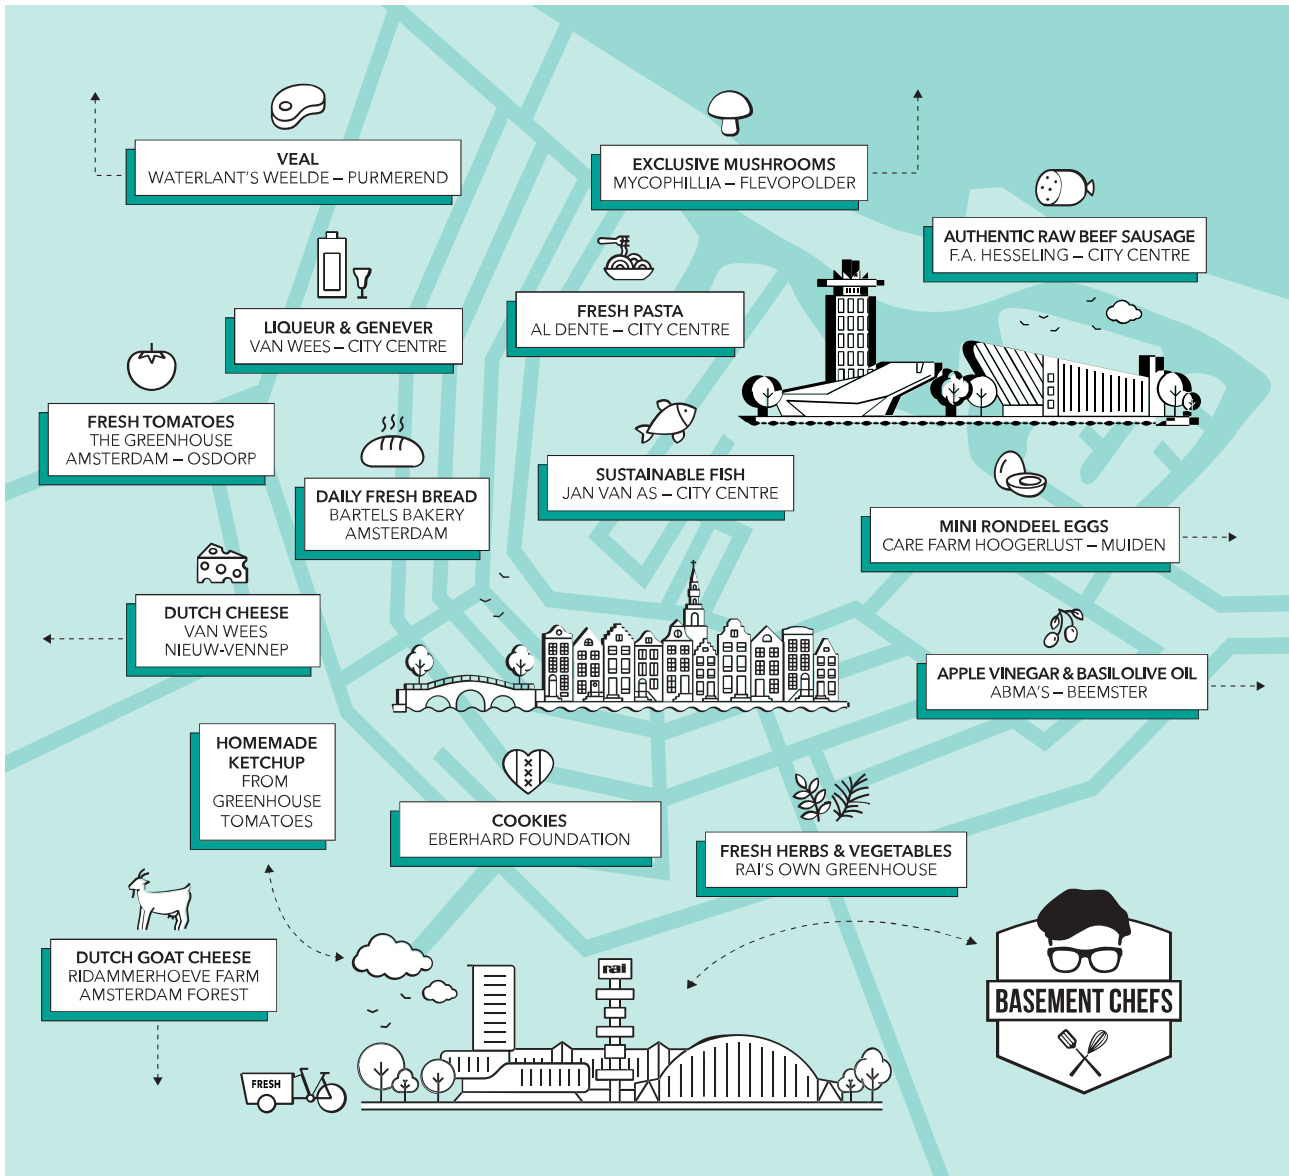 VEAL
WATERLANT'S WEELDE – PURMEREND
EXCLUSIVE MUSHROOMS
MYCOPHILLIA – FLEVOPOLDER
AUTHENTIC RAW BEEF SAUSAGE
F.A. HESSELING – CITY CENTRE
LIQUEUR & GENEVER
VAN WEES – CITY CENTRE
FRESH PASTA
AL DENTE – CITY CENTRE
FRESH TOMATOES
THE GREENHOUSE
AMSTERDAM – OSDORP
DAILY FRESH BREAD
BARTELS BAKERY
AMSTERDAM
SUSTAINABLE FISH
JAN VAN AS – CITY CENTRE
MINI RONDEEL EGGS
CARE FARM HOOGERLUST – MUIDEN
DUTCH CHEESE
VAN WEES
NIEUW-VENNEP
APPLE VINEGAR & BASILOLIVE OIL
ABMA'S – BEEMSTER
HOMEMADE
KETCHUP
FROM
GREENHOUSE
TOMATOES
XXX
COOKIES
EBERHARD FOUNDATION
FRESH HERBS & VEGETABLES
RAI'S OWN GREENHOUSE
DUTCH GOAT CHEESE
RIDAMMERHOEVE FARM
AMSTERDAM FOREST
rai
BASEMENT CHEFS
FRESH